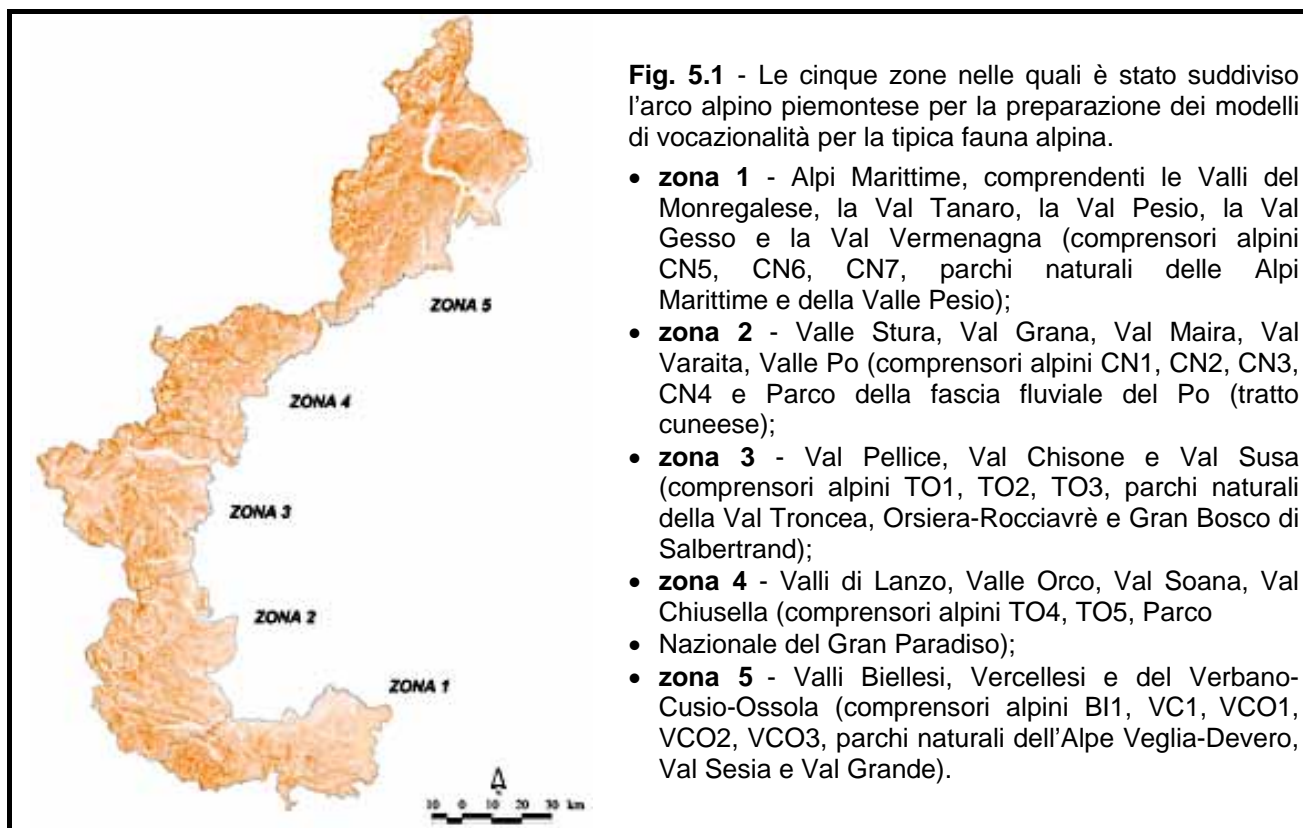 Fig. 5.1 - Le cinque zone nelle quali è stato suddiviso
l'arco alpino piemontese per la preparazione dei modelli
di vocazionalità per la tipica fauna alpina.
• zona 1 - Alpi Marittime, comprendenti le Valli del
Monregalese, la Val Tanaro, la Val Pesio, la Val
Gesso e la Val Vermenagna (comprensori alpini
CN5, CN6, CN7, parchi naturali delle Alpi
Marittime e della Valle Pesio);
• zona 2 - Valle Stura, Val Grana, Val Maira, Val
Varaita, Valle Po (comprensori alpini CN1, CN2, CN3,
CN4 e Parco della fascia fluviale del Po (tratto
cuneese);
• zona 3 - Val Pellice, Val Chisone e Val Susa
(comprensori alpini TO1, TO2, TO3, parchi naturali
della Val Troncea, Orsiera-Rocciavrè e Gran Bosco di
Salbertrand);
• zona 4 - Valli di Lanzo, Valle Orco, Val Soana, Val
Chiusella (comprensori alpini TO4, TO5, Parco
• Nazionale del Gran Paradiso);
• zona 5 - Valli Biellesi, Vercellesi e del Verbano-
Cusio-Ossola (comprensori alpini BI1, VC1, VCO1,
VCO2, VCO3, parchi naturali dell'Alpe Veglia-Devero,
Val Sesia e Val Grande).
ZONA 5
ZONA 4
ZONA 3
ZONA 2
ZONA 1
10 0 10 20 30 km